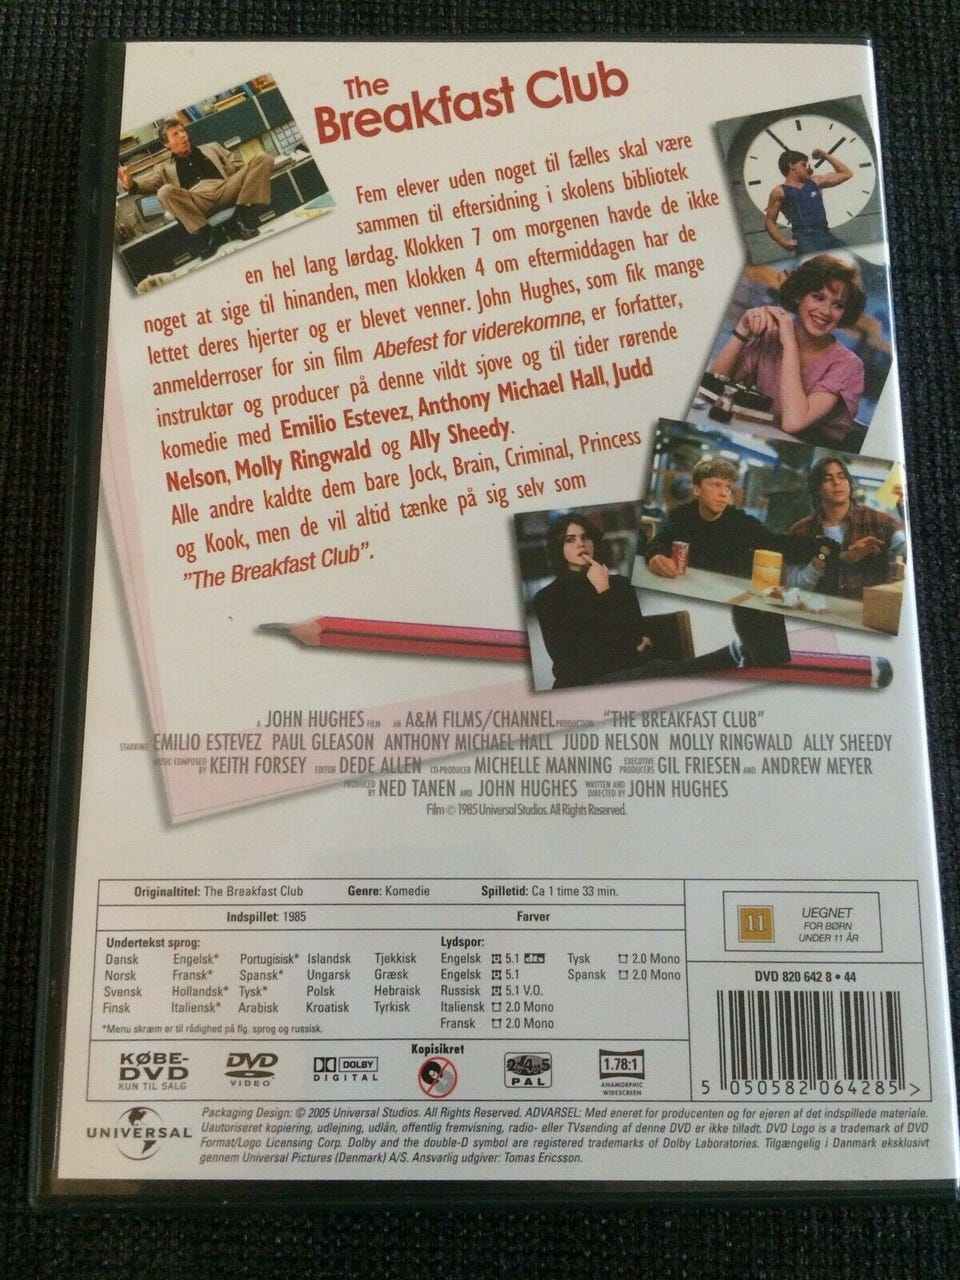 The
Breakfast Club
Fem elever uden noget til fælles skal være
sammen til eftersidning i skolens bibliotek
en hel lang lørdag. Klokken 7 om morgenen havde de ikke
noget at sige til hinanden, men klokken 4 om eftermiddagen har de
lettet deres hjerter og er blevet venner. John Hughes, som fik mange
anmelderroser for sin film Abefest for viderekomne, er forfatter,
instruktør og producer på denne vildt sjove og til tider rørende
komedie med Emilio Estevez, Anthony Michael Hall, Judd
Nelson, Molly Ringwald og Ally Sheedy.
Alle andre kaldte dem bare Jock, Brain, Criminal, Princess
og Kook, men de vil altid tænke på sig selv som
"The Breakfast Club".
A JOHN HUGHES FILM AN A&M FILMS/CHANNEL PRODUCTION "THE BREAKFAST CLUB"
STARRING EMILIO ESTEVEZ PAUL GLEASON ANTHONY MICHAEL HALL JUDD NELSON MOLLY RINGWALD ALLY SHEEDY
MUSIC COMPOSED BY KEITH FORSEY EDITOR DEDE ALLEN CO-PRODUCER MICHELLE MANNING EXECUTIVE PRODUCERS GIL FRIESEN AND ANDREW MEYER
PRODUCED BY NED TANEN AND JOHN HUGHES WRITTEN AND DIRECTED BY JOHN HUGHES
Film © 1985 Universal Studios. All Rights Reserved.
Originaltitel: The Breakfast Club Genre: Komedie Spilletid: Ca 1 time 33 min.
Indspillet: 1985 Farver
Undertekst sprog: Lydspor:
Dansk Engelsk* Portugisisk* Islandsk Tjekkisk Engelsk 5.1 dts Tysk 2.0 Mono
Norsk Fransk* Spansk* Ungarsk Græsk Engelsk 5.1 Spansk 2.0 Mono
Svensk Hollandsk* Tysk* Polsk Hebraisk Russisk 5.1 V.O.
Finsk Italiensk* Arabisk Kroatisk Tyrkisk Italiensk 2.0 Mono
*Menu skræm er til rådighed på flg. sprog og russisk. Fransk 2.0 Mono
11
UEGNET
FOR BØRN
UNDER 11 ÅR
DVD 820 642 8 • 44
5 050582 064285 >
KØBE-
DVD
KUN TIL SALG
DVD
VIDEO
DOLBY
DIGITAL
Kopisikret
2 4 5
PAL
1.78:1
ANAMORPHIC
WIDESCREEN
UNIVERSAL
Packaging Design: © 2005 Universal Studios. All Rights Reserved. ADVARSEL: Med eneret for producenten og for ejeren af det indspillede materiale.
Uautoriseret kopiering, udlejning, udlån, offentlig fremvisning, radio- eller TVsending af denne DVD er ikke tilladt. DVD Logo is a trademark of DVD
Format/Logo Licensing Corp. Dolby and the double-D symbol are registered trademarks of Dolby Laboratories. Tilgængelig i Danmark eksklusivt
gennem Universal Pictures (Denmark) A/S. Ansvarlig udgiver: Tomas Ericsson.